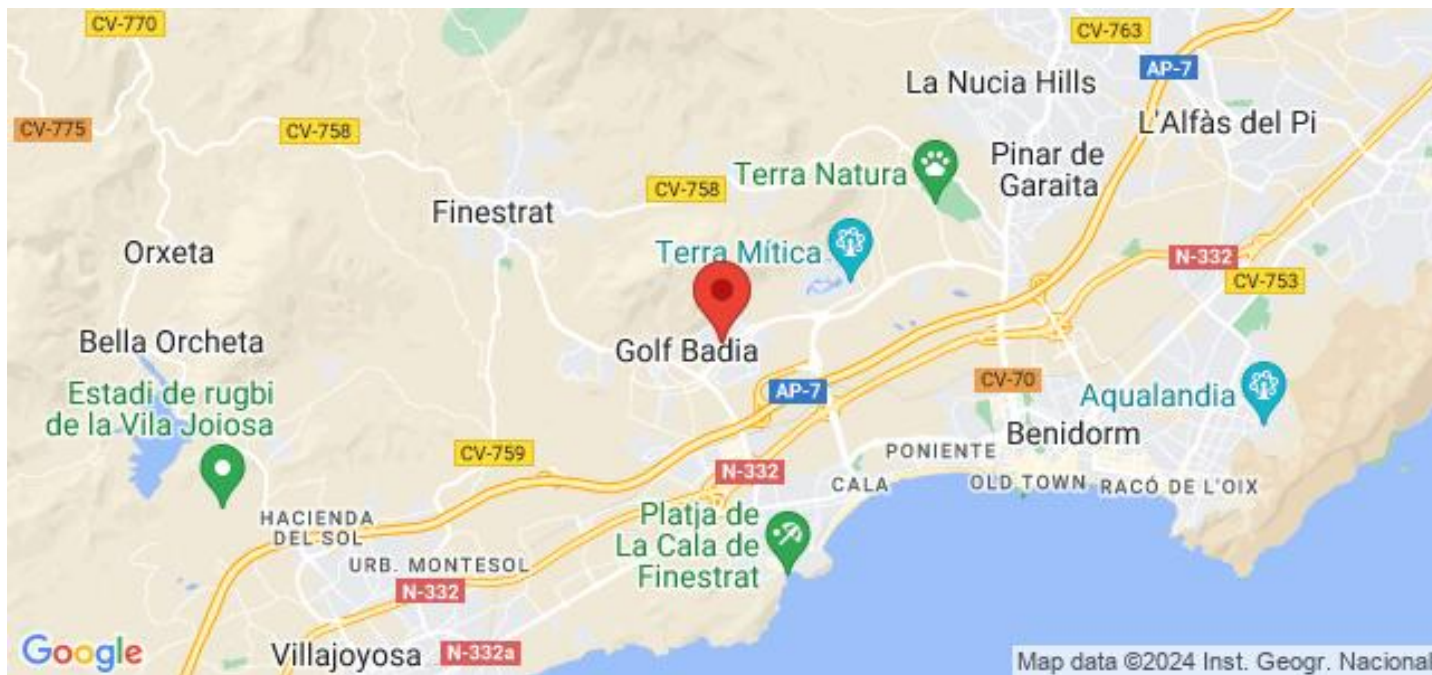 CV-770
CV-763
AP-7
La Nucia Hills
L'Alfàs del Pi
CV-775
CV-758
Pinar de
Garaita
Terra Natura
CV-758
Finestrat
Orxeta
Terra Mítica
N-332
CV-753
Bella Orcheta
Golf Badia
Estadi de rugbi
de la Vila Joiosa
AP-7
CV-70
Aqualandia
Benidorm
CV-759
PONIENTE
N-332
CALA
OLD TOWN
RACÓ DE L'OIX
HACIENDA
DEL SOL
Platja de
La Cala de
Finestrat
URB. MONTESOL
N-332
Villajoyosa
N-332a
Google
Map data ©2024 Inst. Geogr. Nacional